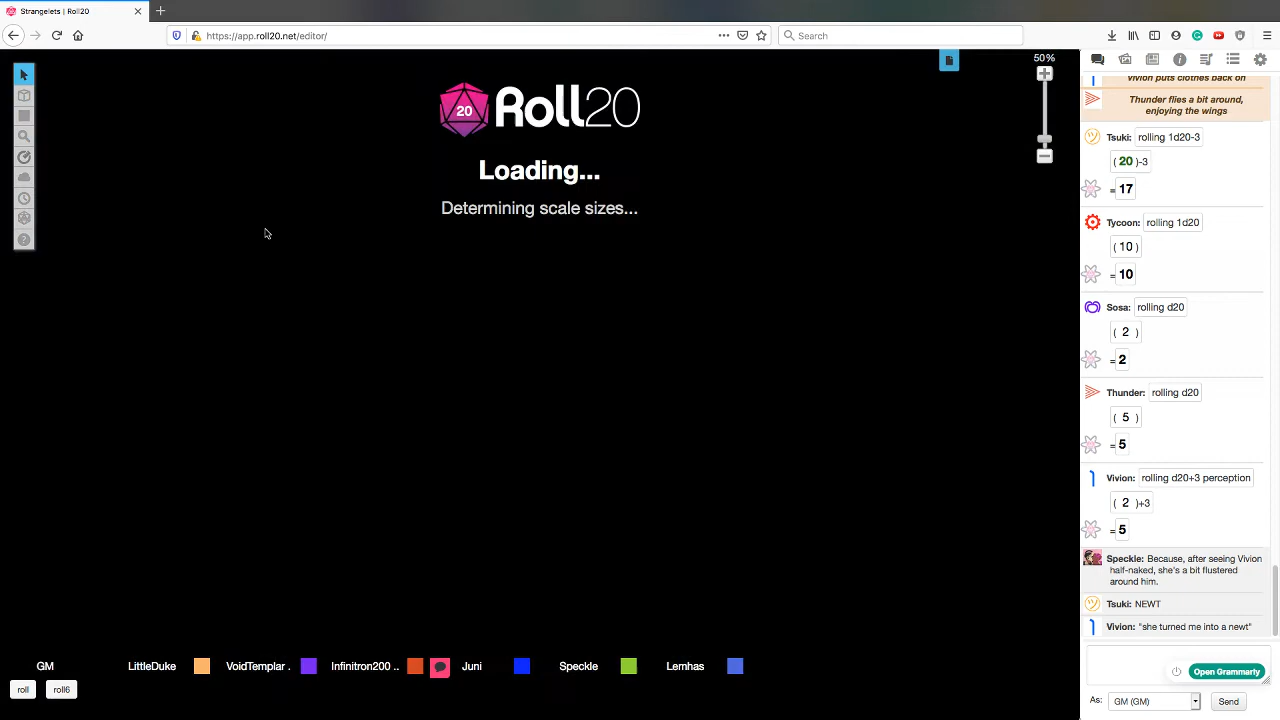 Strangelets | Roll20
https://app.roll20.net/editor/
Search
50%
20
Roll20
Loading...
Determining scale sizes...
Vivion puts clothes back on
Thunder flies a bit around,
enjoying the wings
Tsuki: rolling 1d20-3
( 20 )-3
= 17
Tycoon: rolling 1d20
( 10 )
= 10
Sosa: rolling d20
( 2 )
= 2
Thunder: rolling d20
( 5 )
= 5
Vivion: rolling d20+3 perception
( 2 )+3
= 5
Speckle: Because, after seeing Vivion
half-naked, she's a bit flustered
around him.
Tsuki: NEWT
Vivion: "she turned me into a newt"
GM
LittleDuke
VoidTemplar .
Infinitron200 ..
Juni
Speckle
Lemhas
roll
roll6
Open Grammarly
As:
GM (GM)
Send